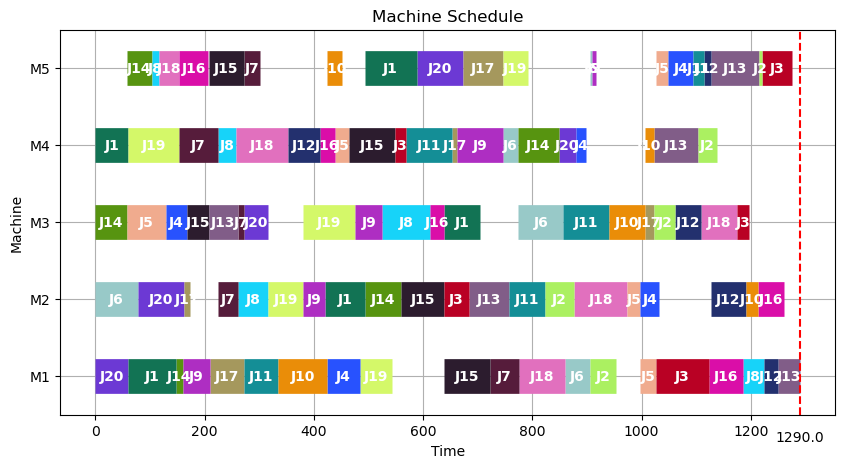 Machine Schedule
M5 J14 J8 J18 J16 J15 J7 J10 J1 J20 J17 J19 J5 J4 J11 J12 J13 J2 J3
M4 J1 J19 J7 J8 J18 J12 J16 J5 J15 J3 J11 J17 J9 J6 J14 J20 J4 J10 J13 J2
M3 J14 J5 J4 J15 J13 J7 J20 J19 J9 J8 J16 J1 J6 J11 J10 J17 J2 J12 J18 J3
M2 J6 J20 J17 J7 J8 J19 J9 J1 J14 J15 J3 J13 J11 J2 J18 J5 J4 J12 J10 J16
M1 J20 J1 J14 J9 J17 J11 J10 J4 J19 J15 J7 J18 J6 J2 J5 J3 J16 J8 J12 J13
Machine
0 200 400 600 800 1000 1200
1290.0
Time